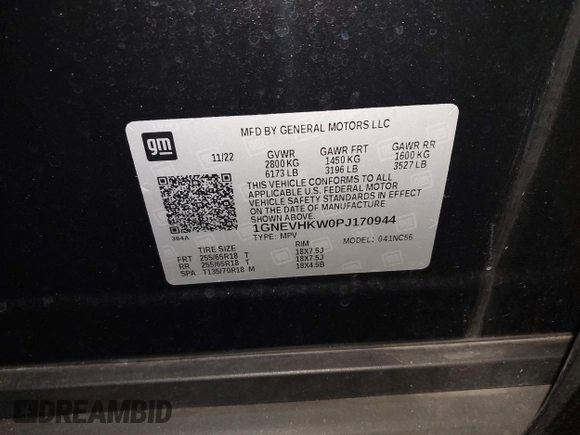 gm
MFD BY GENERAL MOTORS LLC
11/22 GVWR GAWR FRT GAWR RR
2800 KG 1450 KG 1600 KG
6173 LB 3196 LB 3527 LB
THIS VEHICLE CONFORMS TO ALL
APPLICABLE U.S. FEDERAL MOTOR
VEHICLE SAFETY STANDARDS IN EFFECT
ON THE DATE OF MANUFACTURE
SHOWN ABOVE.
384A 1GNEVHKW0PJ170944
TYPE: MPV MODEL: 041NC56
TIRE SIZE RIM
FRT 255/65R18 T 18X7.5J
RR 255/65R18 T 18X7.5J
SPA T135/70R18 M 18X4.5B
DREAMBID